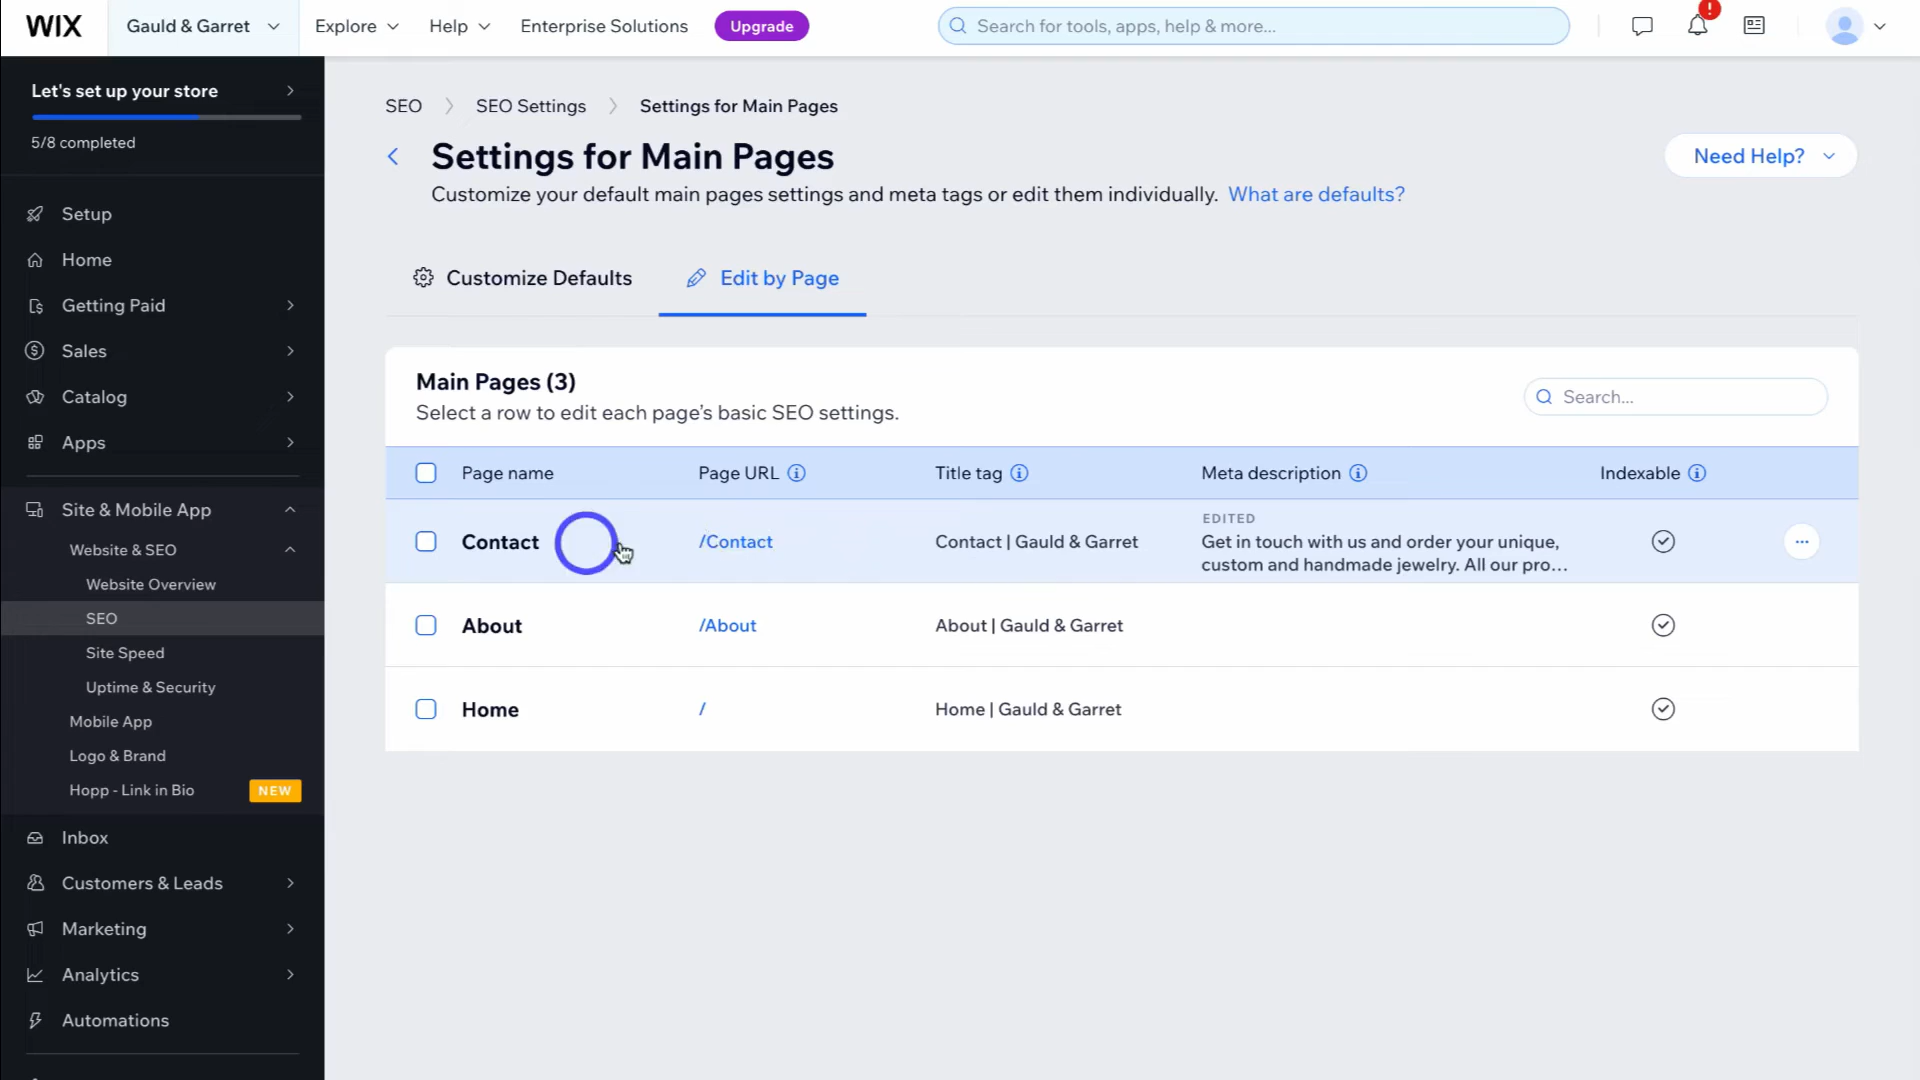 WIX
Gauld & Garret
Explore
Help
Enterprise Solutions
Upgrade
Search for tools, apps, help & more...
!
Let's set up your store
5/8 completed
Setup
Home
Getting Paid
Sales
Catalog
Apps
Site & Mobile App
Website & SEO
Website Overview
SEO
Site Speed
Uptime & Security
Mobile App
Logo & Brand
Hopp - Link in Bio
NEW
Inbox
Customers & Leads
Marketing
Analytics
Automations
SEO
SEO Settings
Settings for Main Pages
Settings for Main Pages
Need Help?
Customize your default main pages settings and meta tags or edit them individually. What are defaults?
Customize Defaults
Edit by Page
Main Pages (3)
Select a row to edit each page’s basic SEO settings.
Search...
Page name
Page URL
Title tag
Meta description
Indexable
Contact
/Contact
Contact | Gauld & Garret
EDITED
Get in touch with us and order your unique,
custom and handmade jewelry. All our pro...
About
/About
About | Gauld & Garret
Home
/
Home | Gauld & Garret